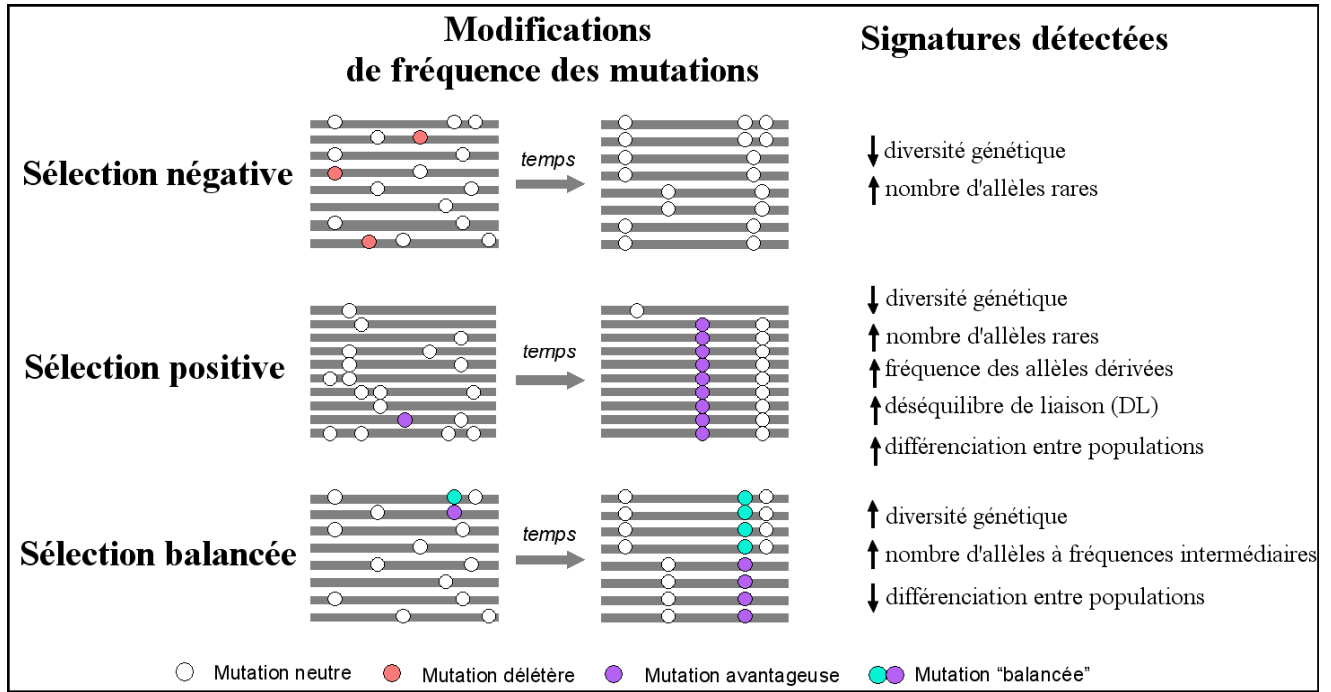 Modifications
de fréquence des mutations
Signatures détectées
Sélection négative
temps
diversité génétique
nombre d'allèles rares
Sélection positive
temps
diversité génétique
nombre d'allèles rares
fréquence des allèles dérivées
déséquilibre de liaison (DL)
différenciation entre populations
Sélection balancée
temps
diversité génétique
nombre d'allèles à fréquences intermédiaires
différenciation entre populations
Mutation neutre
Mutation délétère
Mutation avantageuse
Mutation “balancée”